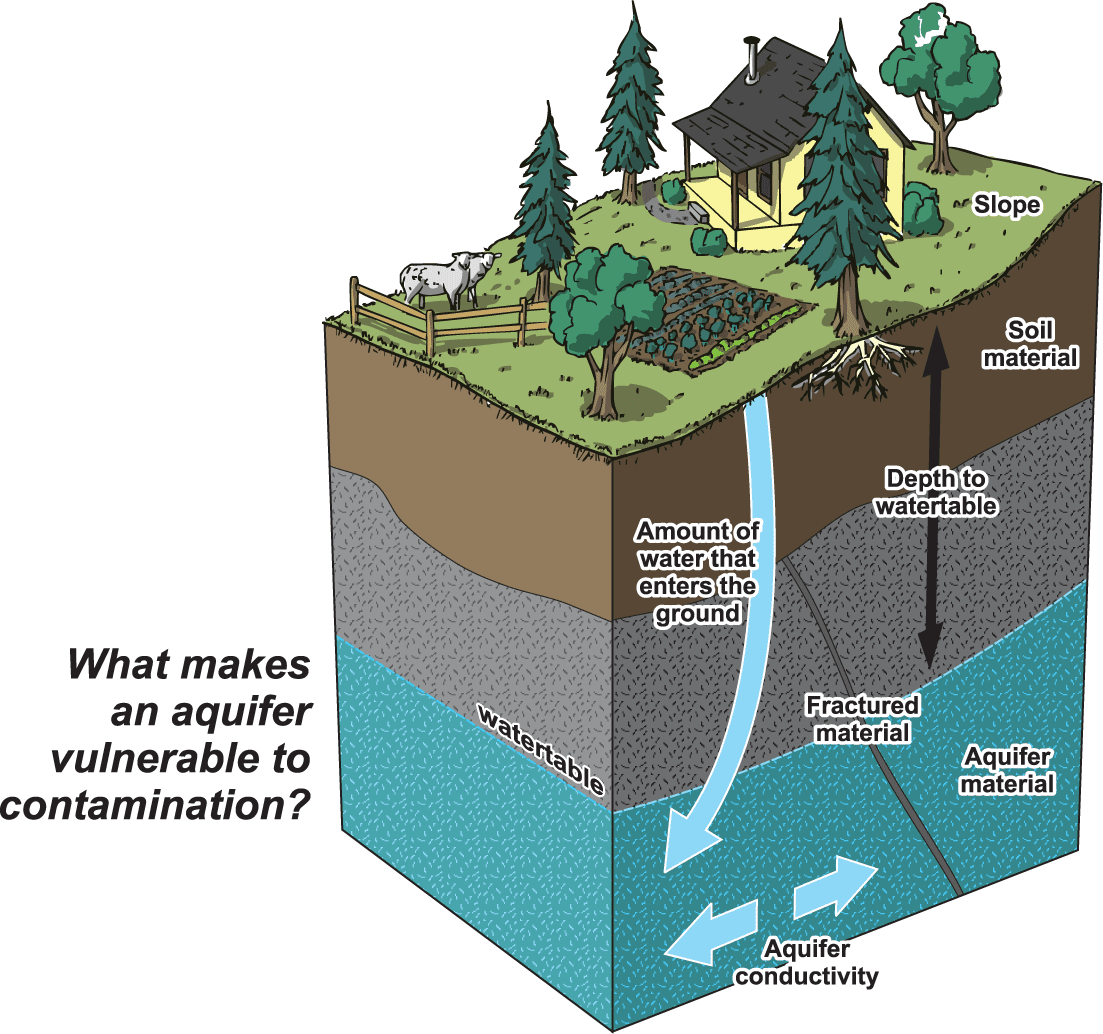 Slope
Soil
material
Depth to
watertable
Amount of
water that
enters the
ground
What makes
an aquifer
vulnerable to
contamination?
watertable
Fractured
material
Aquifer
material
Aquifer
conductivity